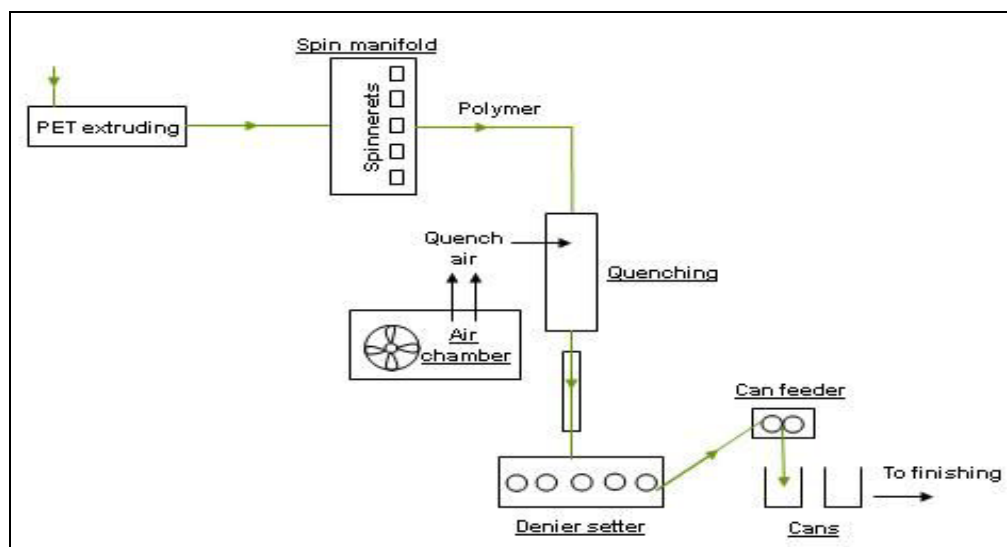 Spin manifold
PET extruding
Spinnerets
Polymer
Quench
air
Quenching
Air
chamber
Can feeder
To finishing
Denier setter
Cans